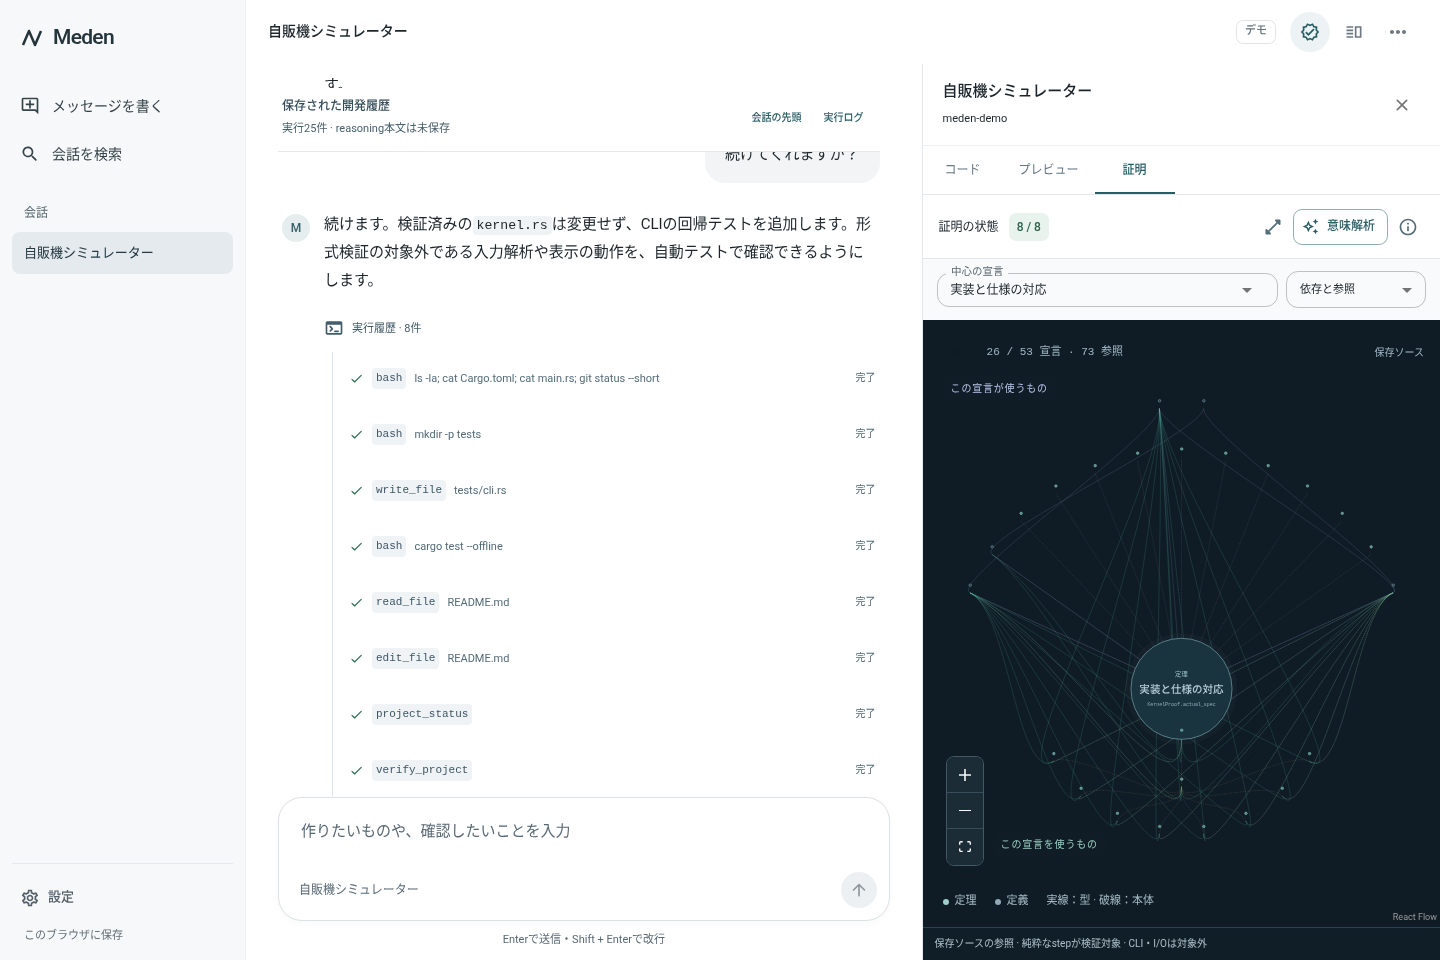 Meden
メッセージを書く
会話を検索
会話
自販機シミュレーター
設定
このブラウザに保存
自販機シミュレーター
デモ
す。
保存された開発履歴
実行25件 · reasoning本文は未保存
会話の先頭
実行ログ
続けてくれますか？
M
続けます。検証済みの kernel.rs は変更せず、CLIの回帰テストを追加します。形
式検証の対象外である入力解析や表示の動作を、自動テストで確認できるように
します。
実行履歴 · 8件
bash ls -la; cat Cargo.toml; cat main.rs; git status --short 完了
bash mkdir -p tests 完了
write_file tests/cli.rs 完了
bash cargo test --offline 完了
read_file README.md 完了
edit_file README.md 完了
project_status 完了
verify_project 完了
作りたいものや、確認したいことを入力
自販機シミュレーター
Enterで送信・Shift + Enterで改行
自販機シミュレーター
meden-demo
コード
プレビュー
証明
証明の状態
8 / 8
意味解析
中心の宣言
実装と仕様の対応
依存と参照
26 / 53 宣言 · 73 参照
保存ソース
この宣言が使うもの
定理
実装と仕様の対応
KernelProof.actual_spec
この宣言を使うもの
定理
定義
実線：型 · 破線：本体
React Flow
保存ソースの参照 · 純粋なstepが検証対象 · CLI・I/Oは対象外